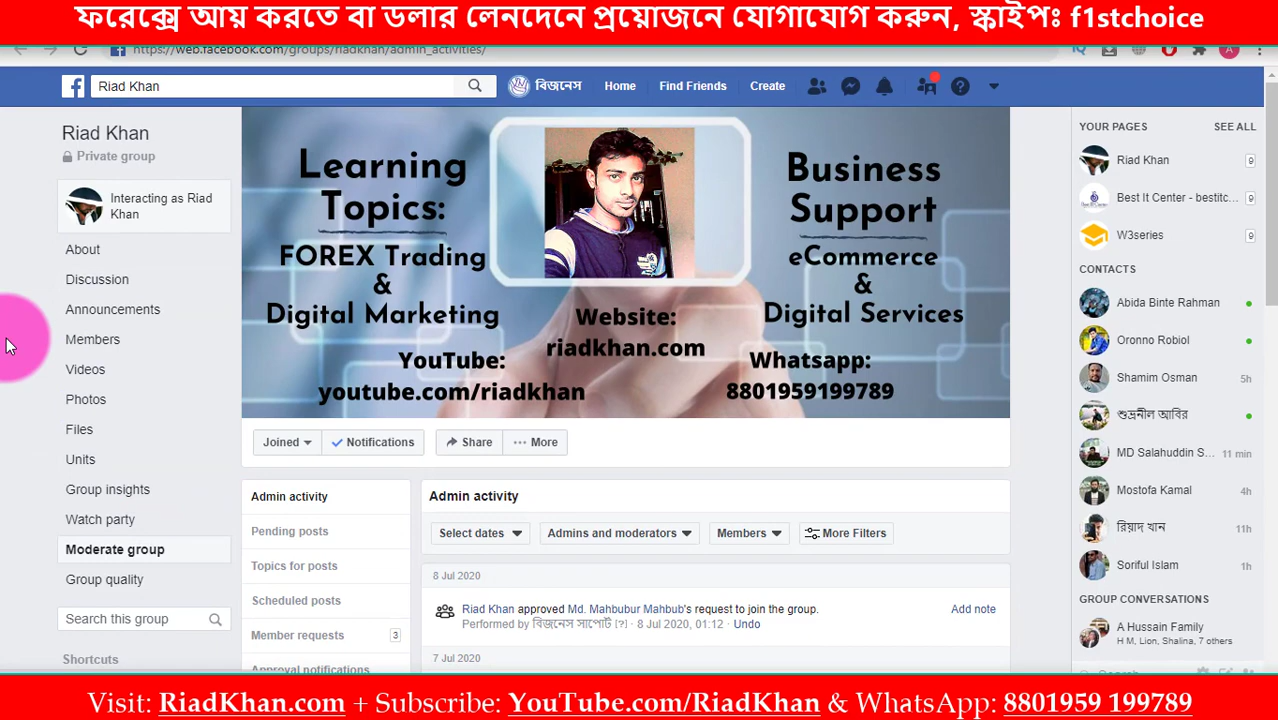 ফরেক্সে আয় করতে বা ডলার লেনদেনে প্রয়োজনে যোগাযোগ করুন, স্কাইপঃ f1stchoice
https://web.facebook.com/groups/riadkhan/admin_activities/
Riad Khan
বিজনেস
Home
Find Friends
Create
Riad Khan
Private group
Interacting as Riad
Khan
About
Discussion
Announcements
Members
Videos
Photos
Files
Units
Group insights
Watch party
Moderate group
Group quality
Search this group
Shortcuts
Learning
Topics:
FOREX Trading
&
Digital Marketing
YouTube:
youtube.com/riadkhan
Website:
riadkhan.com
Business
Support
eCommerce
&
Digital Services
Whatsapp:
8801959199789
Joined
Notifications
Share
More
Admin activity
Pending posts
Topics for posts
Scheduled posts
Member requests 3
Approval notifications
Admin activity
Select dates
Admins and moderators
Members
More Filters
8 Jul 2020
Riad Khan approved Md. Mahbubur Mahbub's request to join the group. Add note
Performed by বিজনেস সাপোর্ট [?] · 8 Jul 2020, 01:12 · Undo
7 Jul 2020
YOUR PAGES SEE ALL
Riad Khan 9
Best It Center - bestitc... 9
W3series 9
CONTACTS
Abida Binte Rahman
Oronno Robiol
Shamim Osman 5h
শুভ্রনীল আবির
MD Salahuddin S... 11 min
Mostofa Kamal 4h
রিয়াদ খান 11h
Soriful Islam 1h
GROUP CONVERSATIONS
A Hussain Family
H M, Lion, Shalina, 7 others
Visit: RiadKhan.com + Subscribe: YouTube.com/RiadKhan & WhatsApp: 8801959 199789